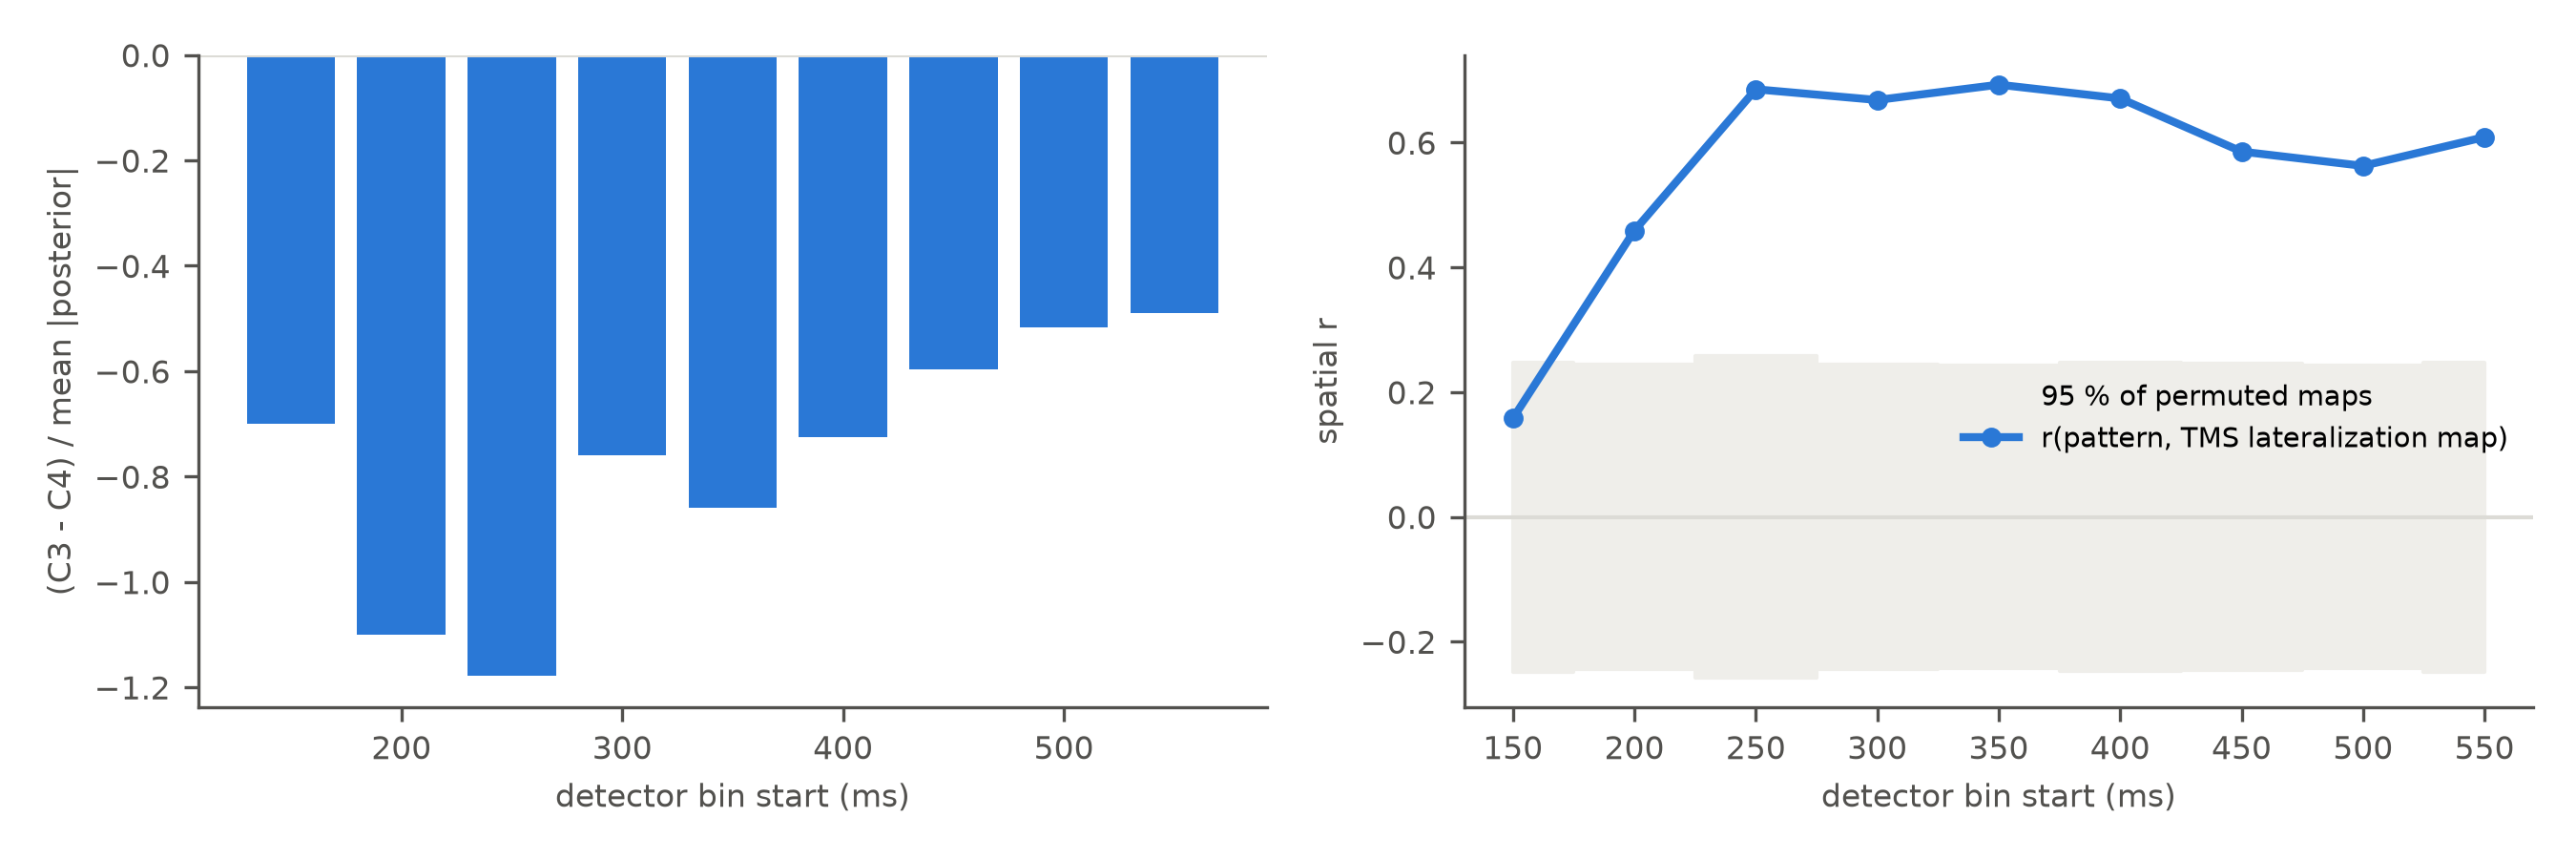 0.0
−0.2
−0.4
−0.6
−0.8
−1.0
−1.2
(C3 - C4) / mean |posterior|
200 300 400 500
detector bin start (ms)
0.6
0.4
0.2
0.0
−0.2
spatial r
95 % of permuted maps
r(pattern, TMS lateralization map)
150 200 250 300 350 400 450 500 550
detector bin start (ms)